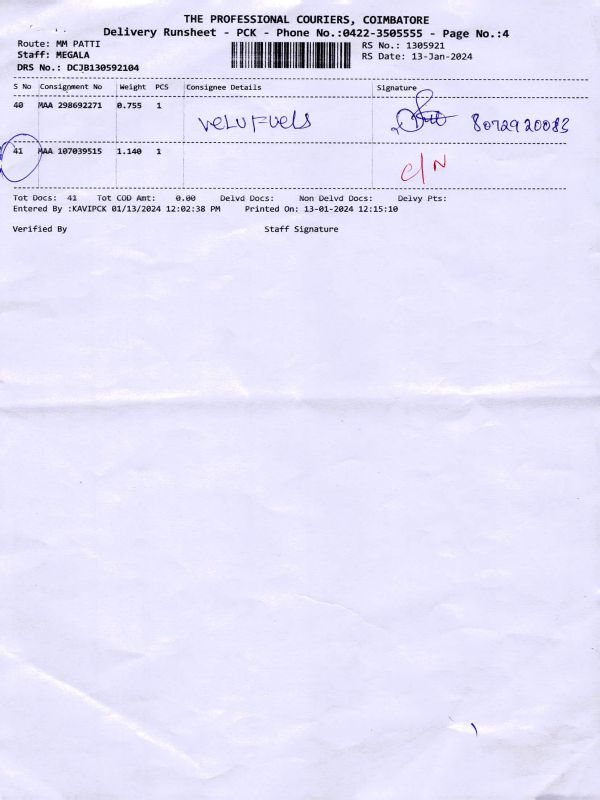 THE PROFESSIONAL COURIERS, COIMBATORE
Delivery Runsheet - PCK - Phone No.:0422-3505555 - Page No.:4
Route: MM PATTI
RS No.: 1305921
Staff: MEGALA
RS Date: 13-Jan-2024
DRS No.: DCJB130592104
S No Consignment No Weight PCS Consignee Details Signature
40 MAA 298692271 0.755 1 VELU FUELS 8072920083
41 MAA 107039515 1.140 1 C/N
Tot Docs: 41 Tot COD Amt: 0.00 Delvd Docs: Non Delvd Docs: Delvy Pts:
Entered By :KAVIPCK 01/13/2024 12:02:38 PM Printed On: 13-01-2024 12:15:10
Verified By Staff Signature